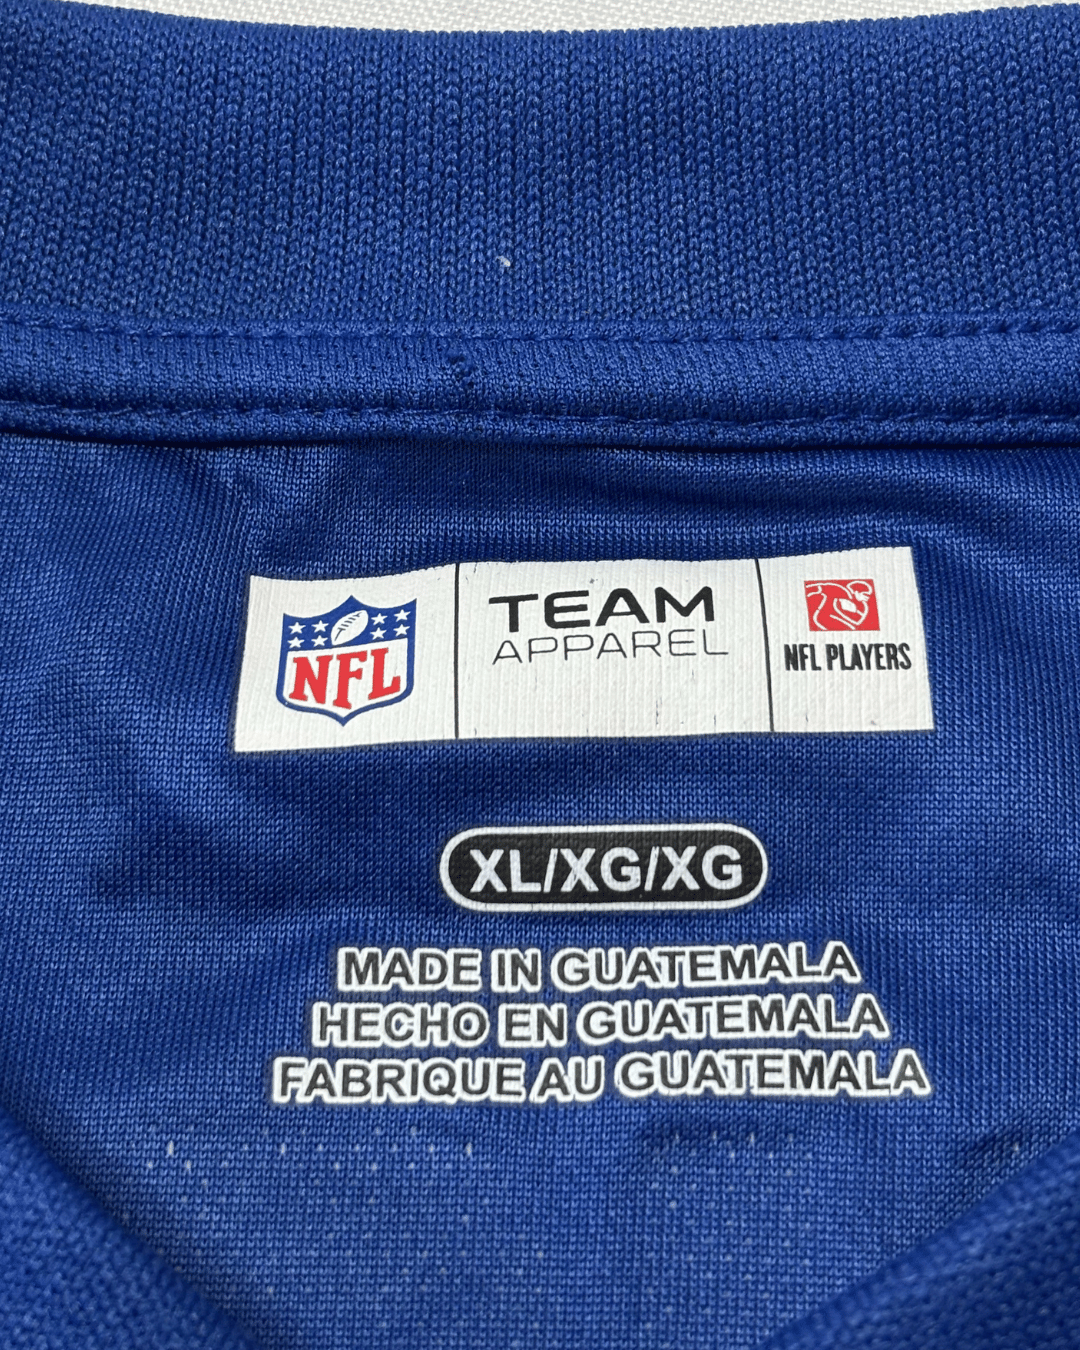 NFL
TEAM
APPAREL
NFL PLAYERS
XL/XG/XG
MADE IN GUATEMALA
HECHO EN GUATEMALA
FABRIQUE AU GUATEMALA